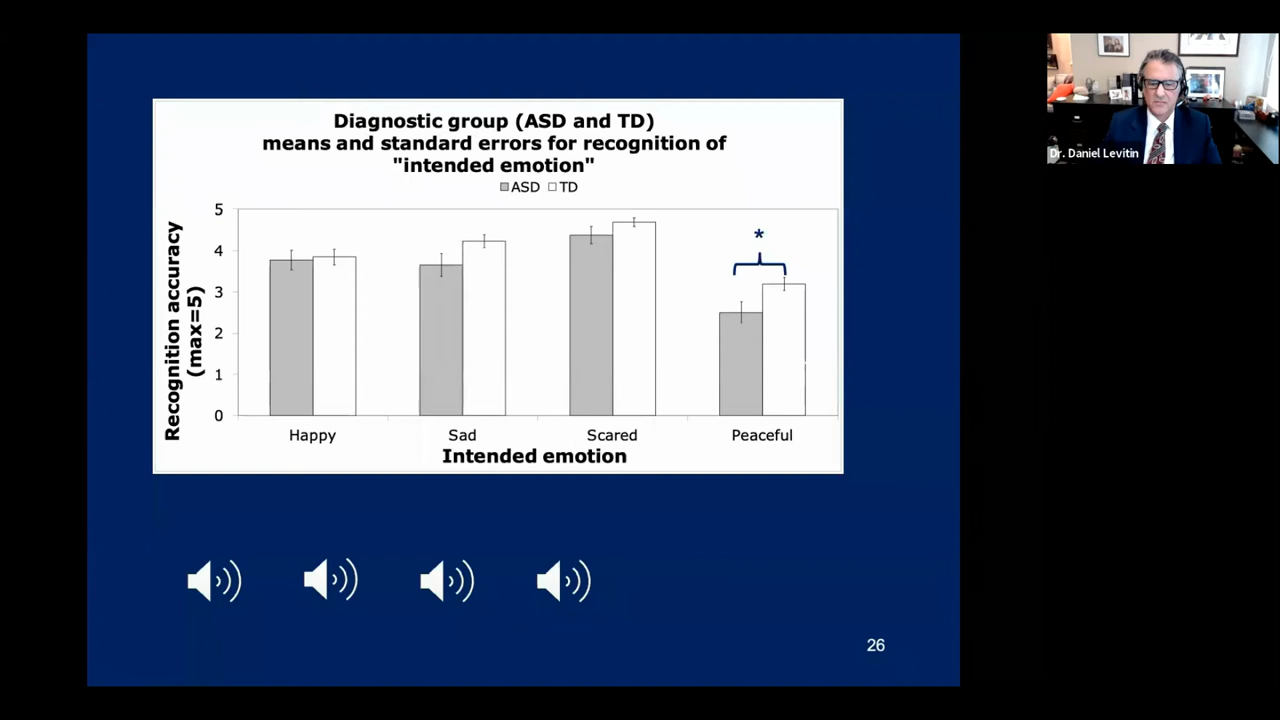 Diagnostic group (ASD and TD)
means and standard errors for recognition of
"intended emotion"
ASD TD
Recognition accuracy
(max=5)
5
4
3
2
1
0
*
Happy Sad Scared Peaceful
Intended emotion
26
Dr. Daniel Levitin